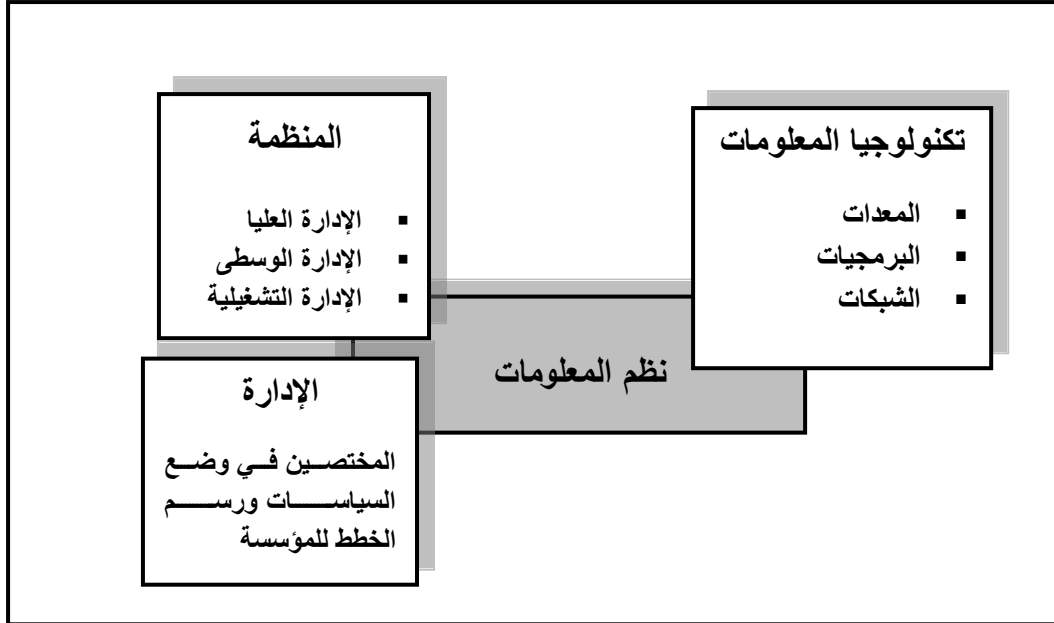 تكنولوجيا المعلومات
▪ المعدات
▪ البرمجيات
▪ الشبكات
المنظمة
▪ الإدارة العليا
▪ الإدارة الوسطى
▪ الإدارة التشغيلية
نظم المعلومات
الإدارة
المختصين في وضع
السياسات ورسم
الخطط للمؤسسة